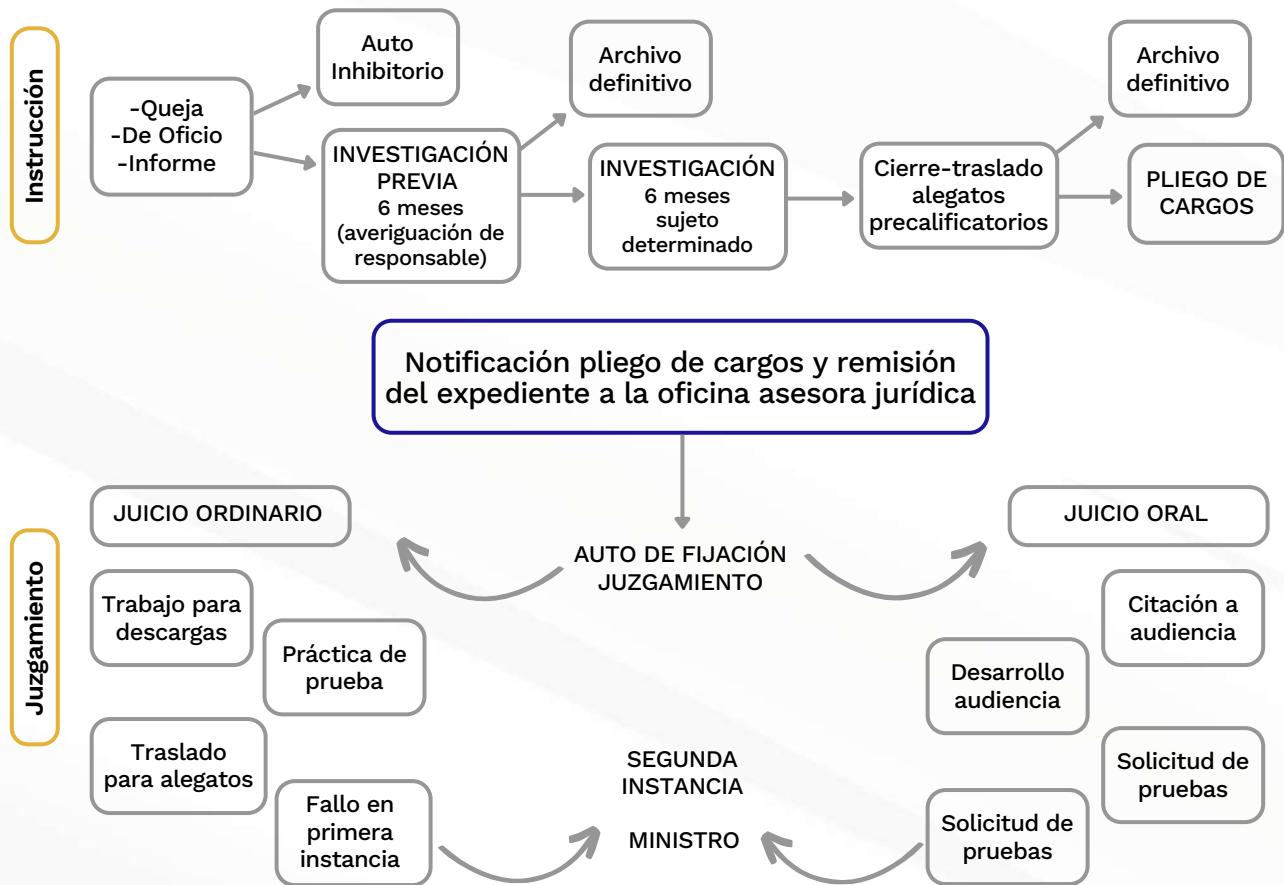 Instrucción
-Queja
-De Oficio
-Informe
Auto
Inhibitorio
INVESTIGACIÓN
PREVIA
6 meses
(averiguación de
responsable)
Archivo
definitivo
INVESTIGACIÓN
6 meses
sujeto
determinado
Cierre-traslado
alegatos
precalificatorios
Archivo
definitivo
PLIEGO DE
CARGOS
Notificación pliego de cargos y remisión
del expediente a la oficina asesora jurídica
Juzgamiento
AUTO DE FIJACIÓN
JUZGAMIENTO
JUICIO ORDINARIO
Trabajo para
descargas
Práctica de
prueba
Traslado
para alegatos
Fallo en
primera
instancia
JUICIO ORAL
Citación a
audiencia
Desarrollo
audiencia
Solicitud de
pruebas
Solicitud de
pruebas
SEGUNDA
INSTANCIA
MINISTRO